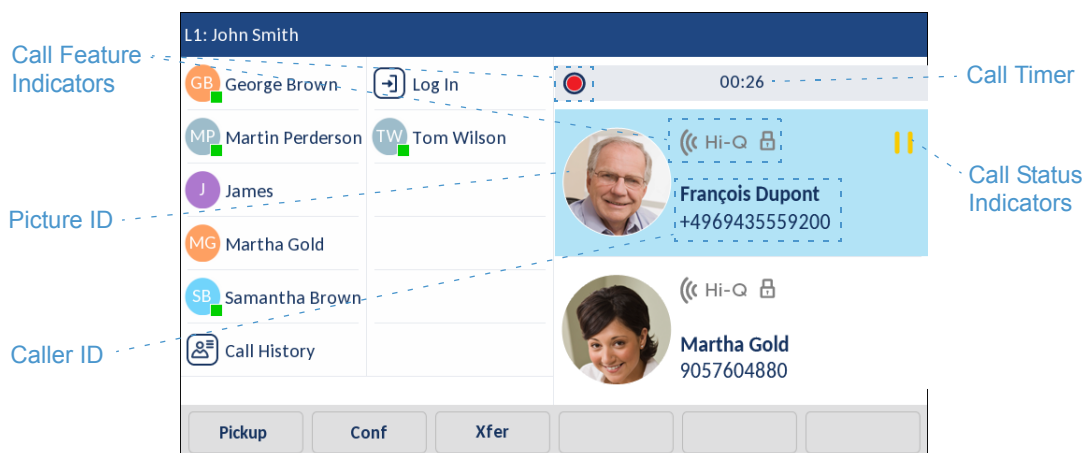 L1: John Smith
Call Feature
Indicators
GB George Brown
Log In
00:26
Call Timer
MP Martin Perderson
TW Tom Wilson
Hi-Q
J James
François Dupont
Call Status
Indicators
Picture ID
+4969435559200
MG Martha Gold
SB Samantha Brown
Hi-Q
Caller ID
Call History
Martha Gold
9057604880
Pickup
Conf
Xfer